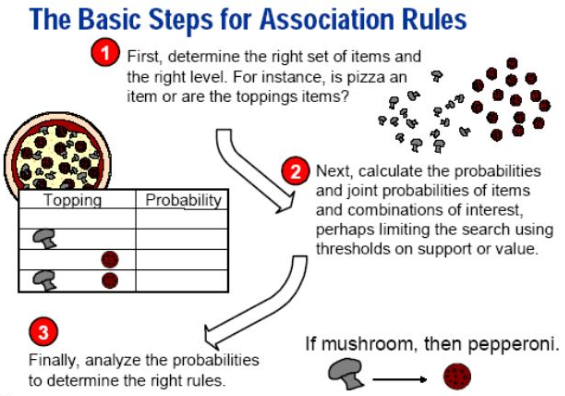 The Basic Steps for Association Rules
1
First, determine the right set of items and
the right level. For instance, is pizza an
item or are the toppings items?
2
Next, calculate the probabilities
and joint probabilities of items
and combinations of interest,
perhaps limiting the search using
thresholds on support or value.
Topping Probability
3
Finally, analyze the probabilities
to determine the right rules.
If mushroom, then pepperoni.